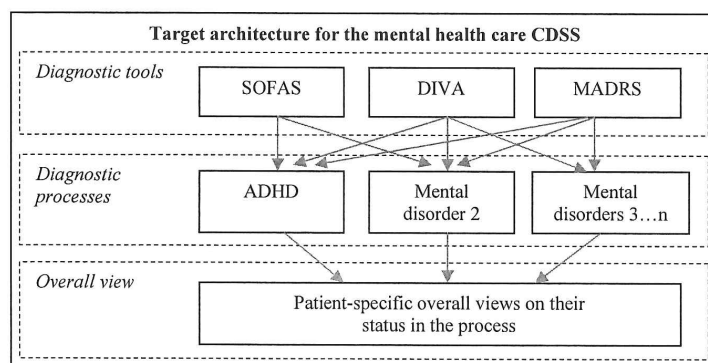 Target architecture for the mental health care CDSS
Diagnostic tools
SOFAS
DIVA
MADRS
Diagnostic
processes
ADHD
Mental
disorder 2
Mental
disorders 3…n
Overall view
Patient-specific overall views on their
status in the process